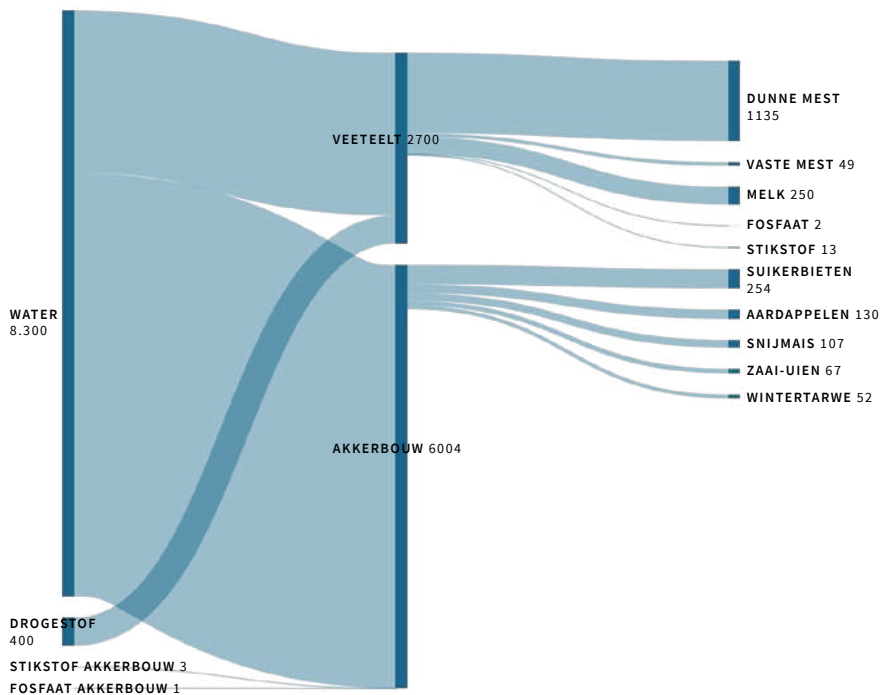 WATER
8.300
DROGESTOF
400
STIKSTOF AKKERBOUW 3
FOSFAAT AKKERBOUW 1
VEETEELT 2700
AKKERBOUW 6004
DUNNE MEST
1135
VASTE MEST 49
MELK 250
FOSFAAT 2
STIKSTOF 13
SUIKERBIETEN
254
AARDAPPELEN 130
SNIJMAIS 107
ZAAI-UIEN 67
WINTERTARWE 52